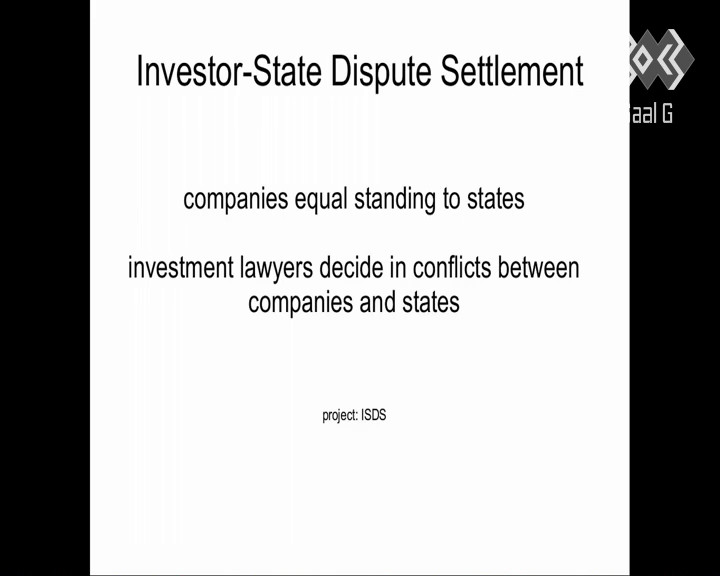 Investor-State Dispute Settlement
companies equal standing to states
investment lawyers decide in conflicts between
companies and states
project: ISDS
aal G